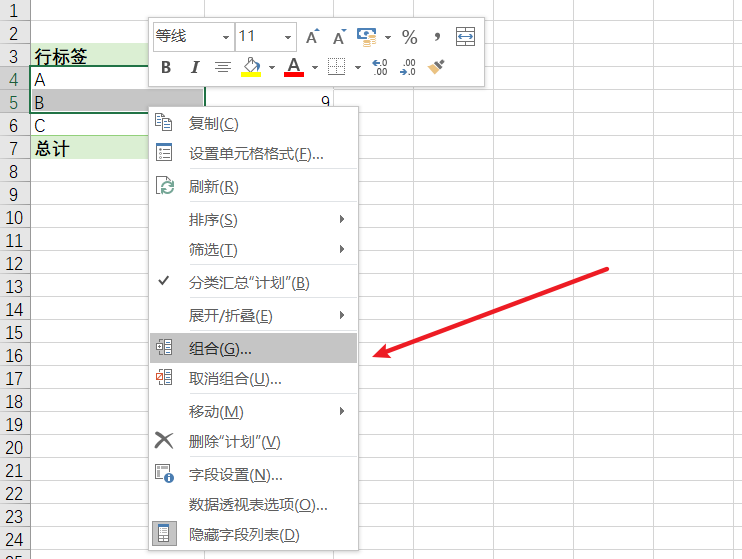 1
2
等线 11 A A % ,
B I A .00 .00
3 行标签
4 A
5 B 9
6 C
7 总计
8
9
10
11
12
13
14
15
16
17
18
19
20
21
22
23
24
25
复制(C)
设置单元格格式(F)...
刷新(R)
排序(S)
筛选(T)
分类汇总“计划”(B)
展开/折叠(E)
组合(G)...
取消组合(U)...
移动(M)
删除“计划”(V)
字段设置(N)...
数据透视表选项(O)...
隐藏字段列表(D)